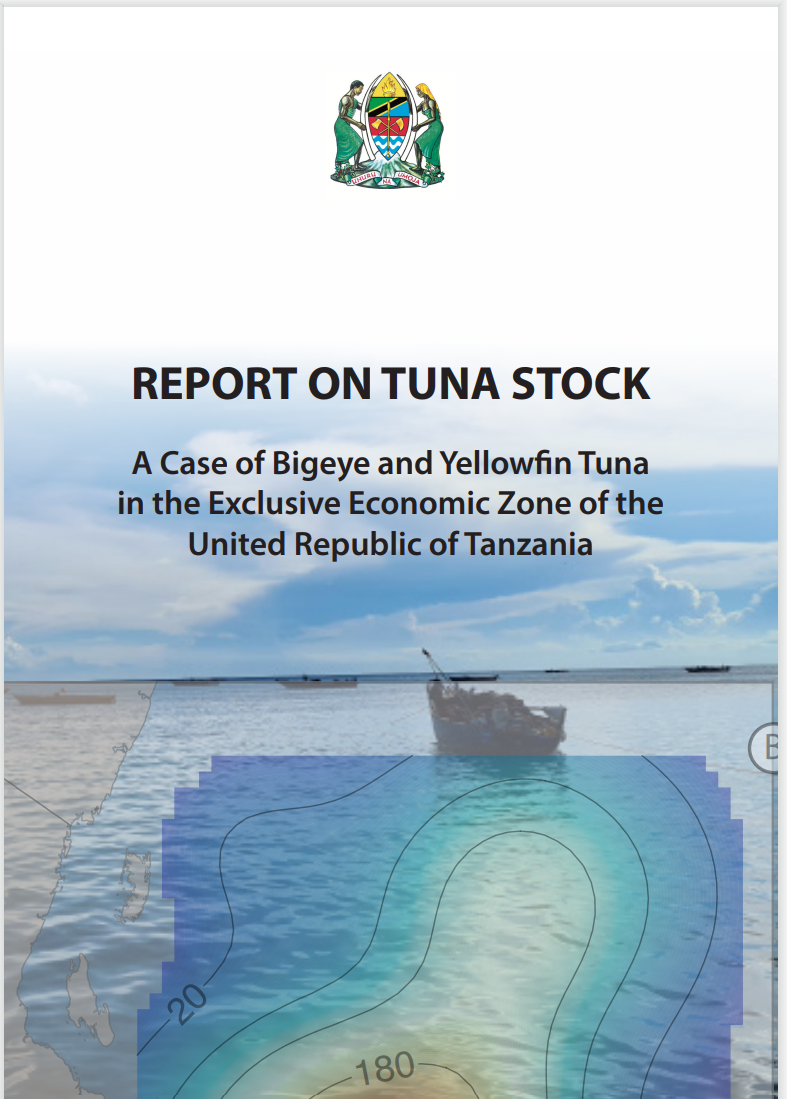 UHURU NA UMOJA
REPORT ON TUNA STOCK
A Case of Bigeye and Yellowfin Tuna
in the Exclusive Economic Zone of the
United Republic of Tanzania
B
20
180